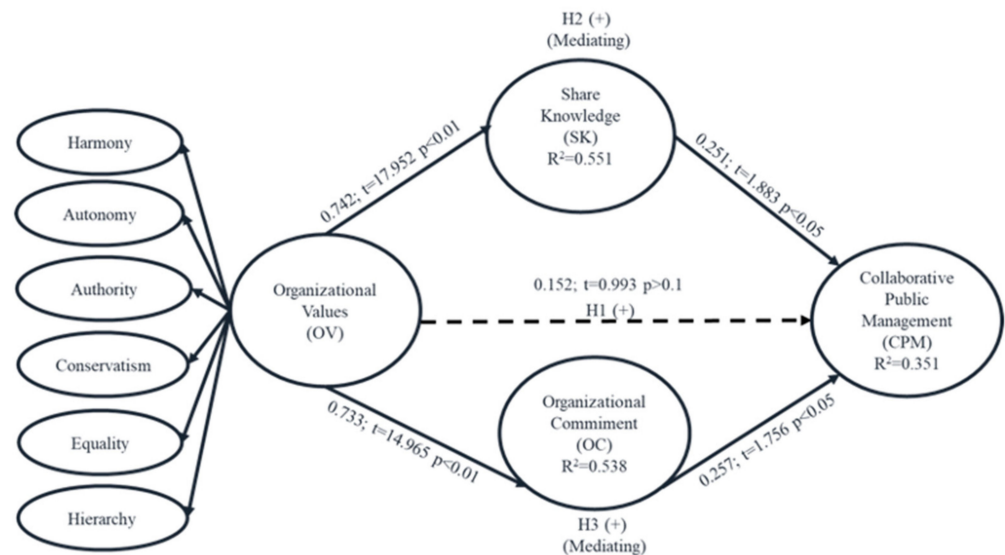 H2 (+)
(Mediating)
Share
Knowledge
(SK)
R²=0.551
Harmony
Autonomy
Authority
Conservatism
Equality
Hierarchy
0.742; t=17.952 p<0.01
0.251; t=1.883 p<0.05
Organizational
Values
(OV)
0.152; t=0.993 p>0.1
H1 (+)
Collaborative
Public
Management
(CPM)
R²=0.351
0.733; t=14.965 p<0.01
Organizational
Commiment
(OC)
R²=0.538
0.257; t=1.756 p<0.05
H3 (+)
(Mediating)